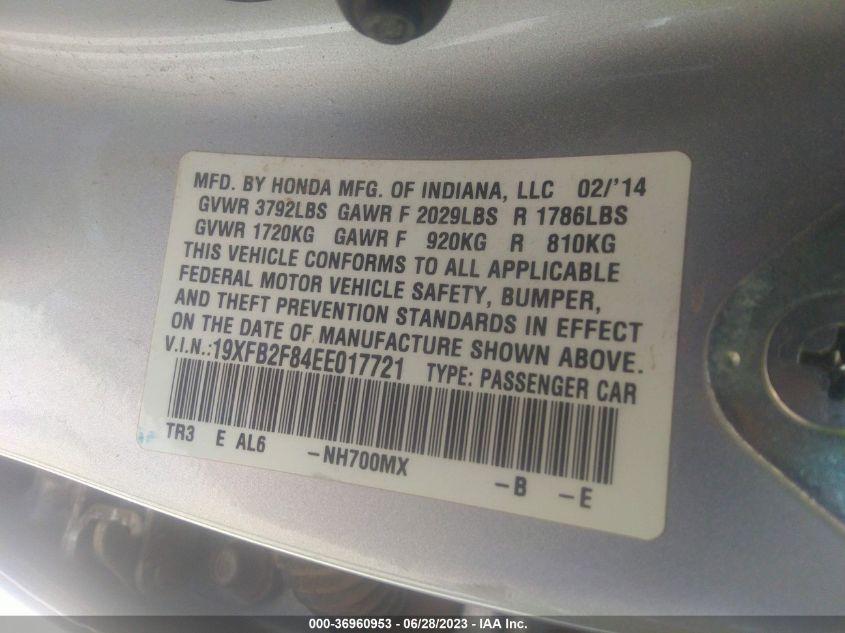 MFD. BY HONDA MFG. OF INDIANA, LLC 02/'14
GVWR 3792LBS GAWR F 2029LBS R 1786LBS
GVWR 1720KG GAWR F 920KG R 810KG
THIS VEHICLE CONFORMS TO ALL APPLICABLE
FEDERAL MOTOR VEHICLE SAFETY, BUMPER,
AND THEFT PREVENTION STANDARDS IN EFFECT
ON THE DATE OF MANUFACTURE SHOWN ABOVE.
V.I.N.:19XFB2F84EE017721 TYPE: PASSENGER CAR
TR3 E AL6 -NH700MX -B -E
000-36960953 - 06/28/2023 - IAA Inc.